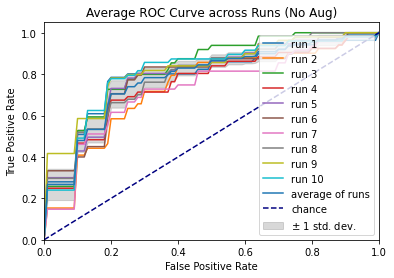 Average ROC Curve across Runs (No Aug)
True Positive Rate
1.0
0.8
0.6
0.4
0.2
0.0
run 1
run 2
run 3
run 4
run 5
run 6
run 7
run 8
run 9
run 10
average of runs
chance
± 1 std. dev.
0.0 0.2 0.4 0.6 0.8 1.0
False Positive Rate